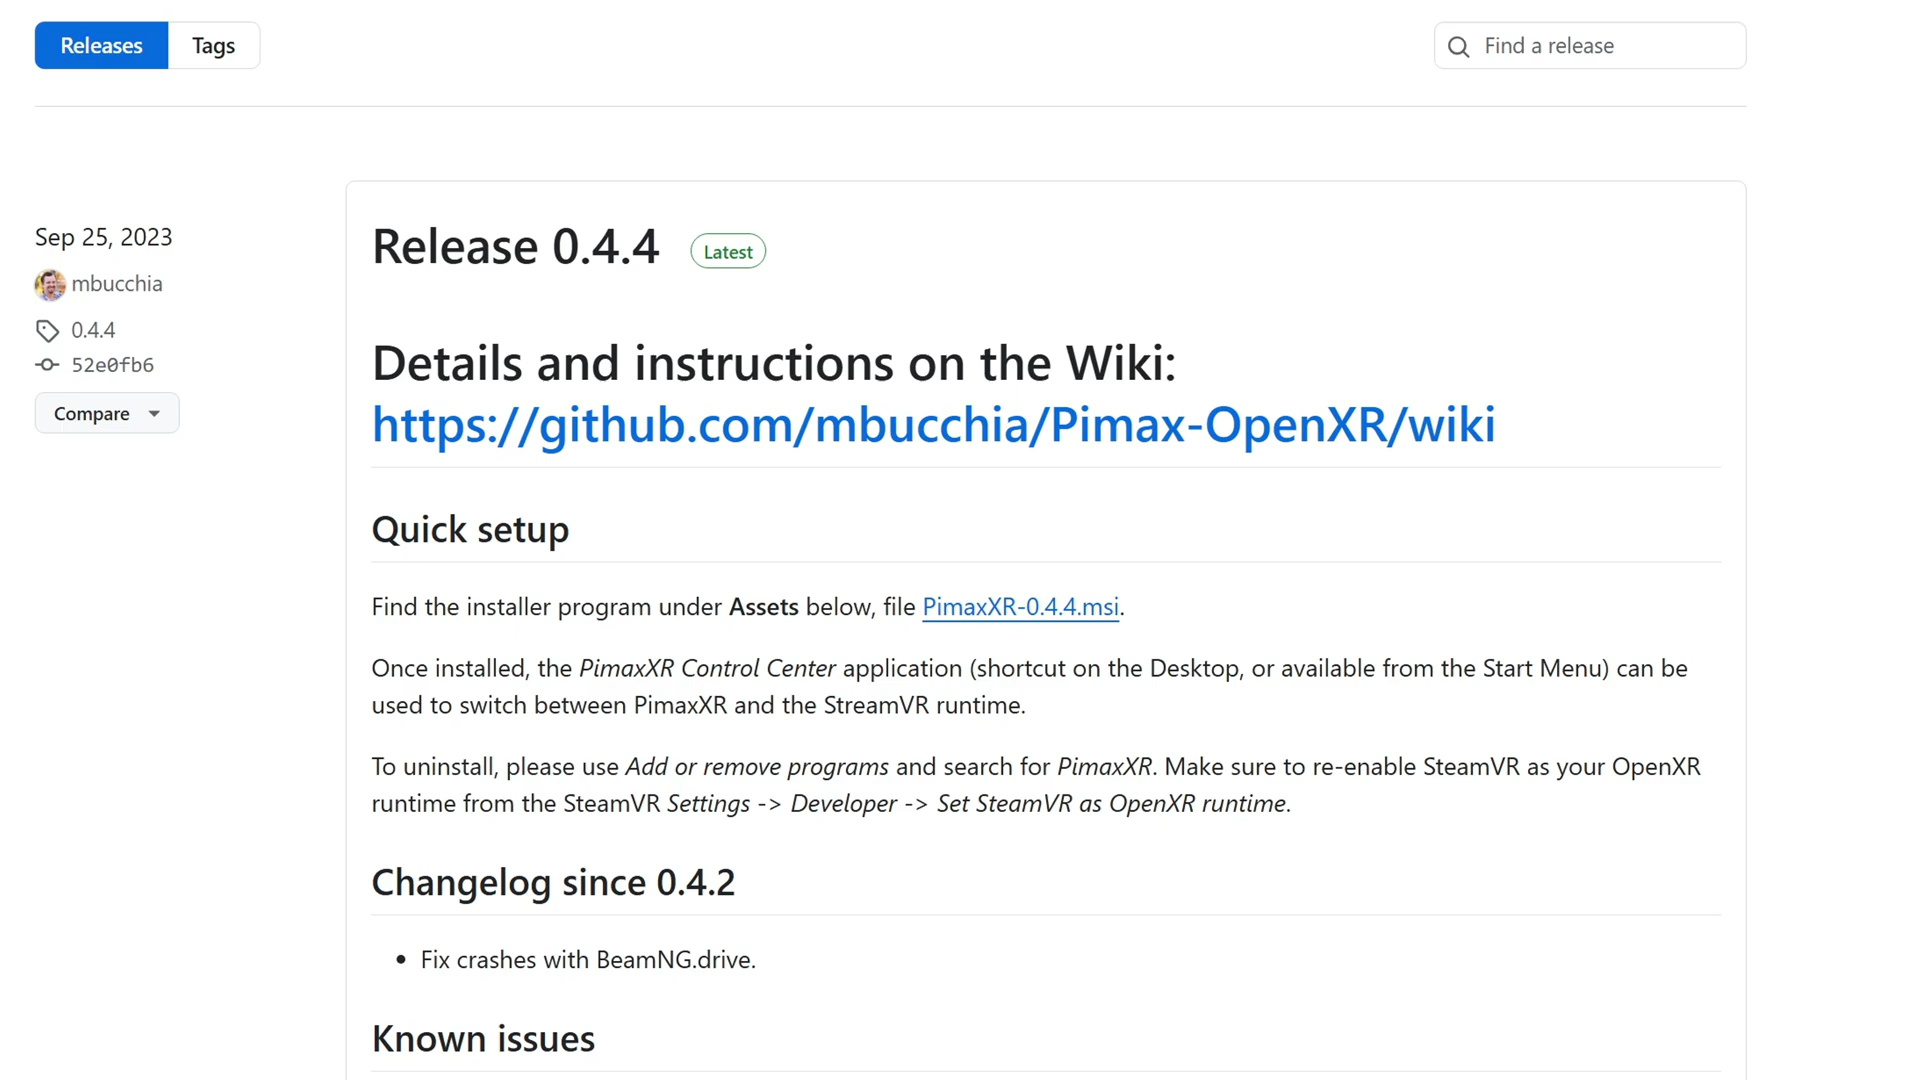 Releases Tags Find a release
Sep 25, 2023
mbucchia
0.4.4
52e0fb6
Compare
Release 0.4.4 Latest
Details and instructions on the Wiki:
https://github.com/mbucchia/Pimax-OpenXR/wiki
Quick setup
Find the installer program under Assets below, file PimaxXR-0.4.4.msi.
Once installed, the PimaxXR Control Center application (shortcut on the Desktop, or available from the Start Menu) can be
used to switch between PimaxXR and the StreamVR runtime.
To uninstall, please use Add or remove programs and search for PimaxXR. Make sure to re-enable SteamVR as your OpenXR
runtime from the SteamVR Settings -> Developer -> Set SteamVR as OpenXR runtime.
Changelog since 0.4.2
• Fix crashes with BeamNG.drive.
Known issues